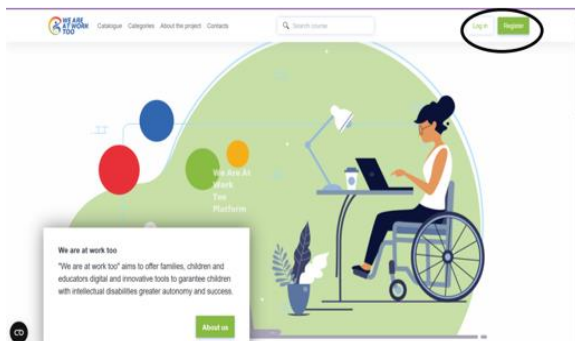 WE ARE
AT WORK
TOO
Catalogue Categories About the project Contacts
Search course
Log in
Register
We Are At
Work
Too
Platform
We are at work too
"We are at work too" aims to offer families, children and
educators digital and innovative tools to garantee children
with intellectual disabilities greater autonomy and success.
About us